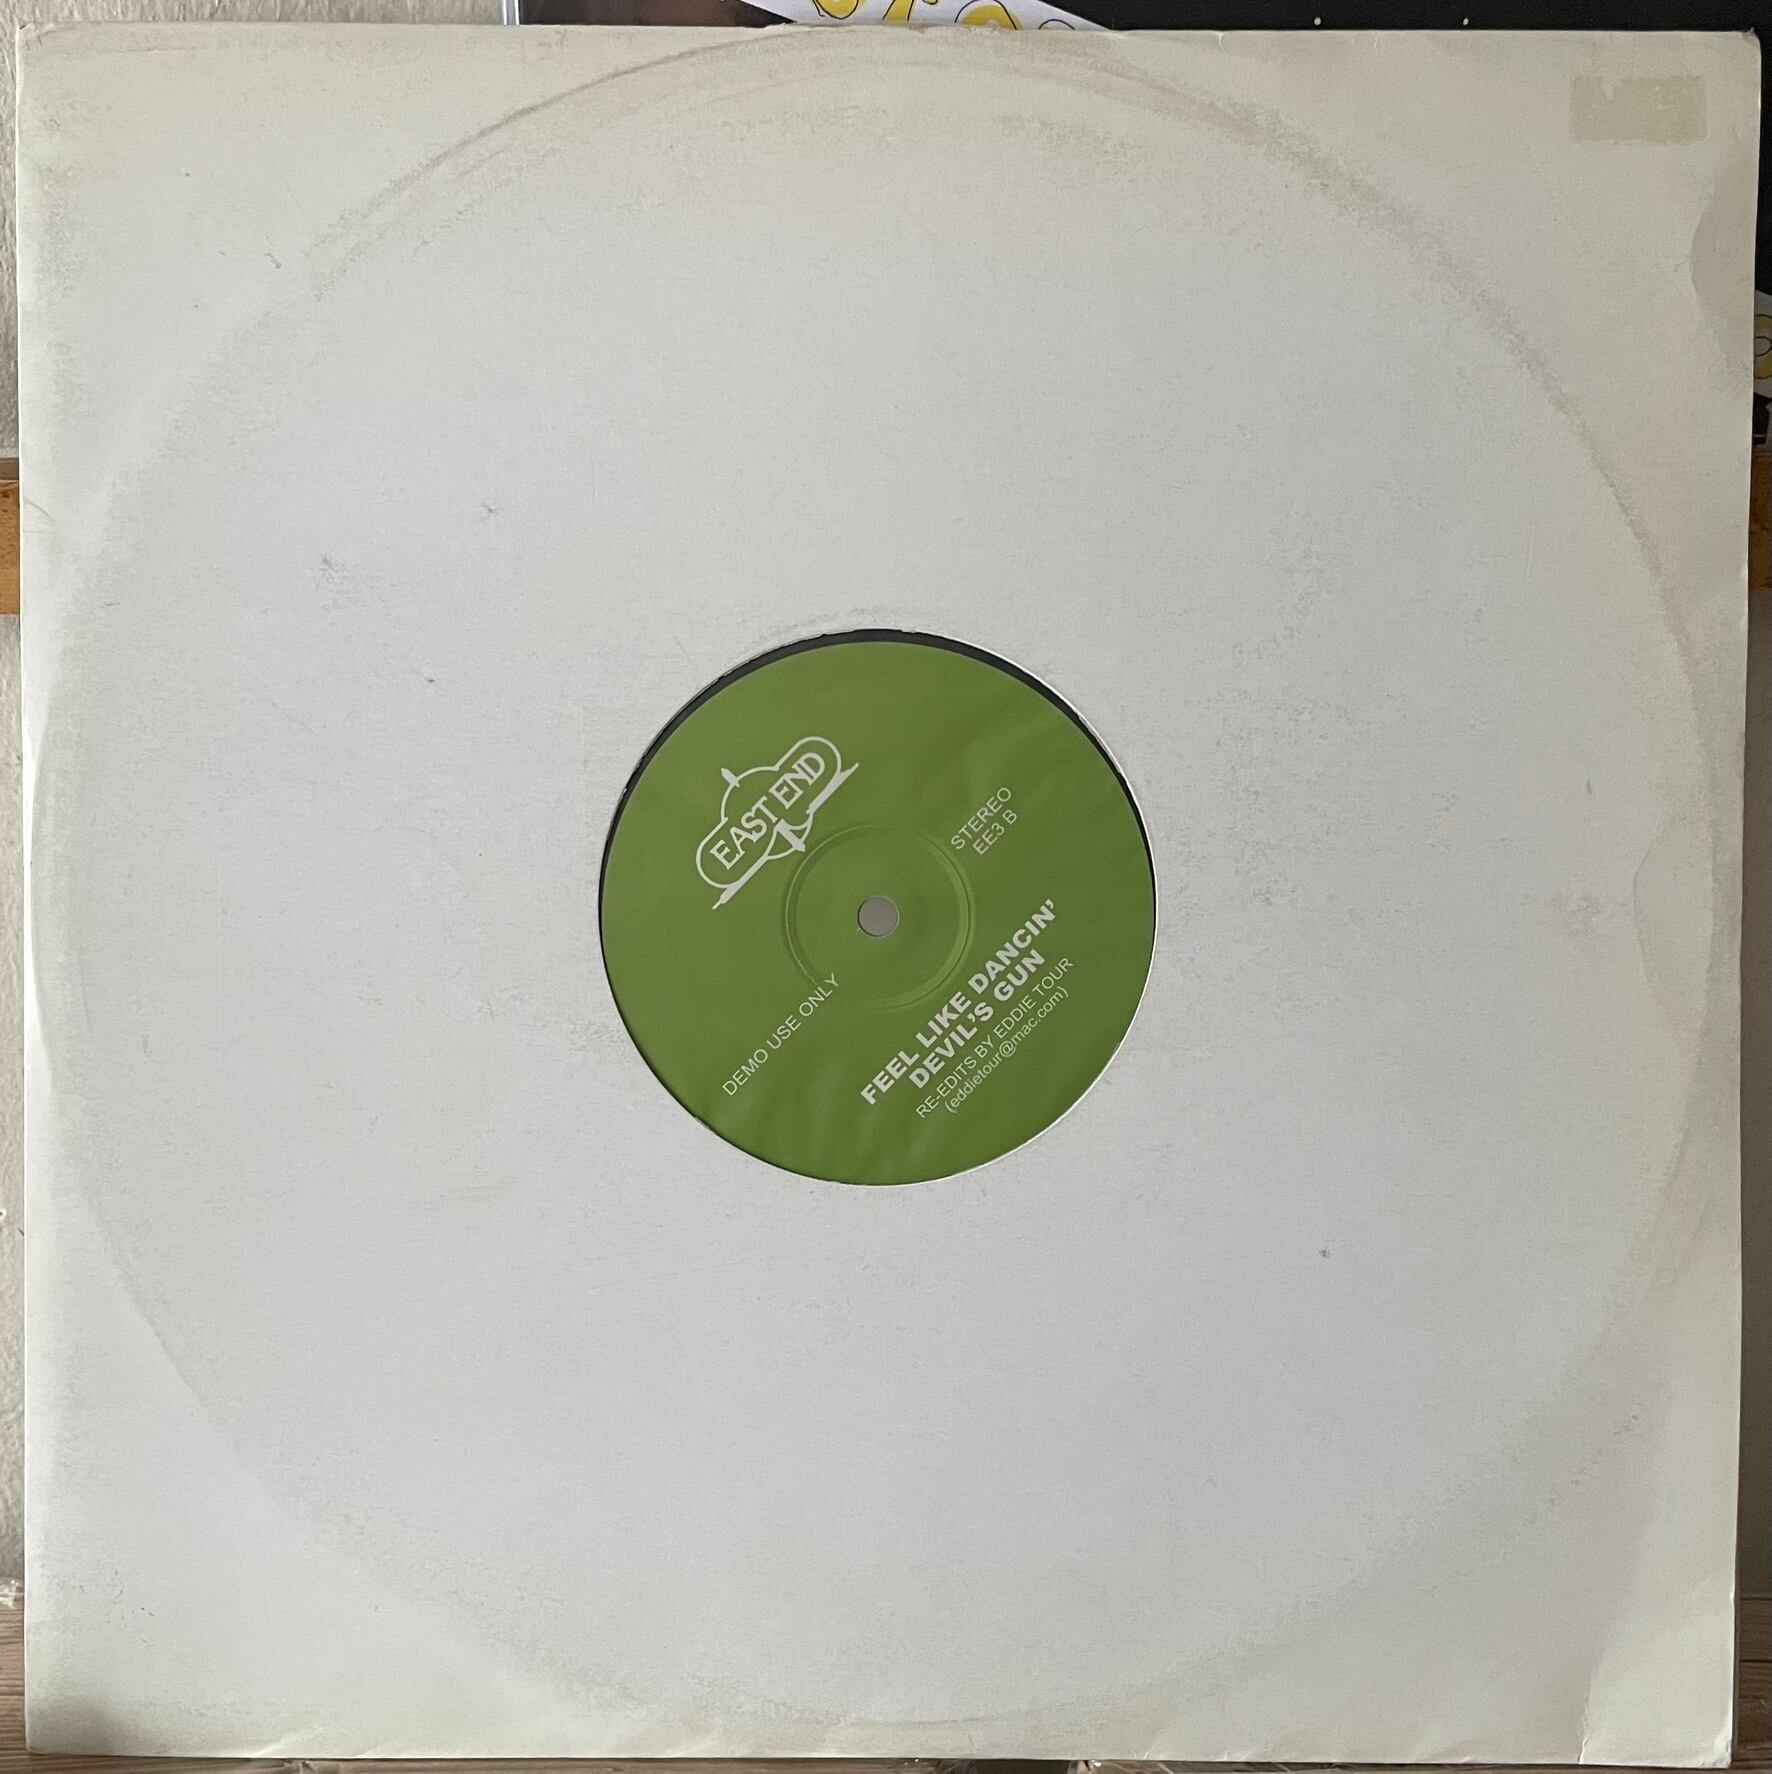 EAST END
STEREO
EE3 B
DEMO USE ONLY
FEEL LIKE DANCIN'
DEVIL'S GUN
RE-EDITS BY EDDIE TOUR
(eddietour@mac.com)